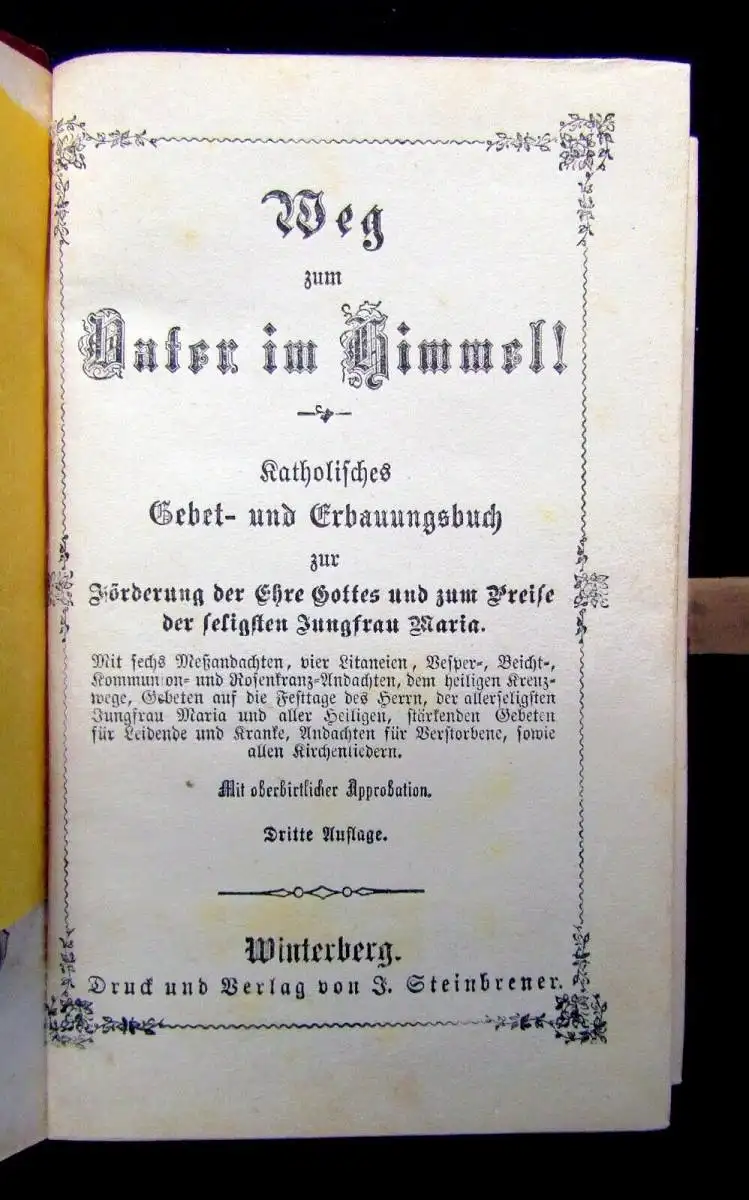 Weg
zum
Vater im Himmel!
Katholisches
Gebet- und Erbauungsbuch
zur
Förderung der Ehre Gottes und zum Preise
der seligsten Jungfrau Maria.
Mit sechs Meßandachten, vier Litaneien, Vesper-, Beicht-,
Kommun on- und Rosenkranz-Andachten, dem heiligen Kreuz-
wege, Gebeten auf die Festtage des Herrn, der allerseligsten
Jungfrau Maria und aller Heiligen, stärkenden Gebeten
für Leidende und Kranke, Andachten für Verstorbene, sowie
allen Kirchenliedern.
Mit oberhirtlicher Approbation.
Dritte Auflage.
Winterberg.
Druck und Verlag von J. Steinbrener.